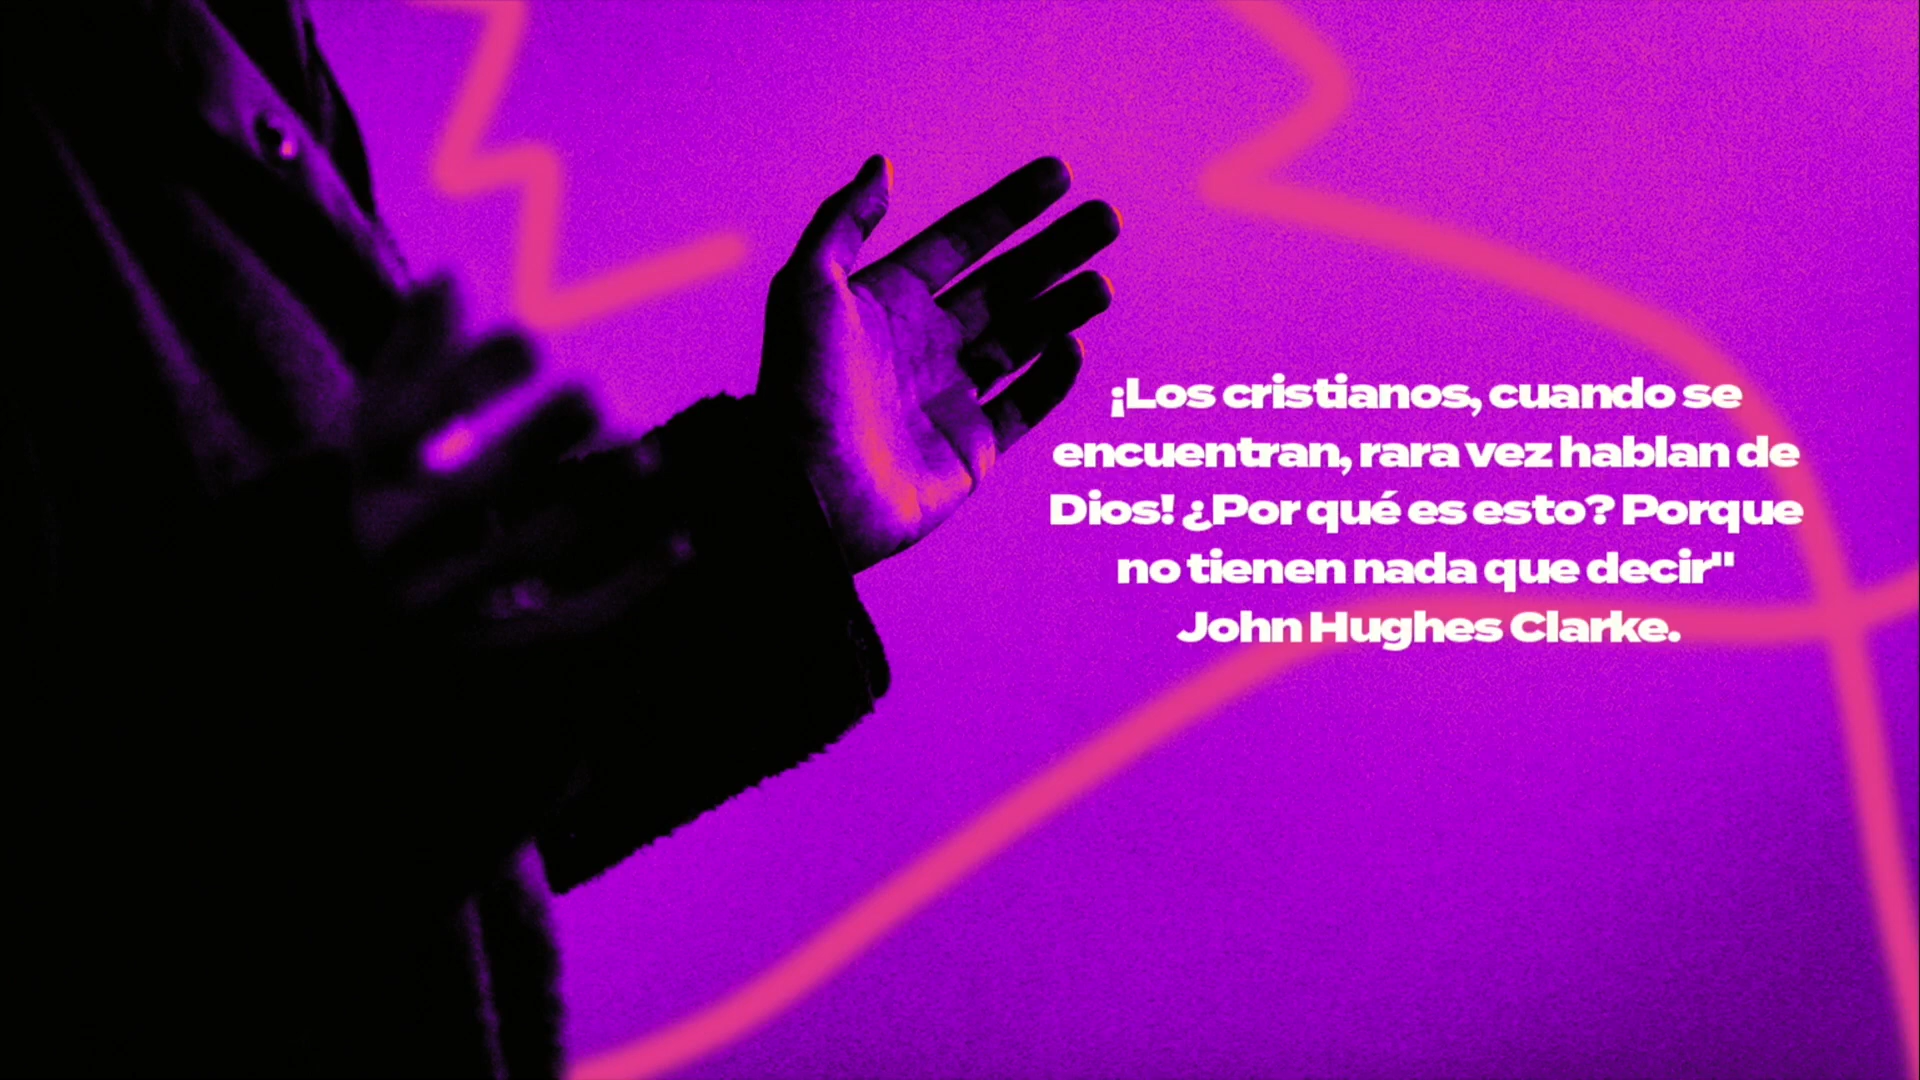 ¡Los cristianos, cuando se
encuentran, rara vez hablan de
Dios! ¿Por qué es esto? Porque
no tienen nada que decir"
John Hughes Clarke.